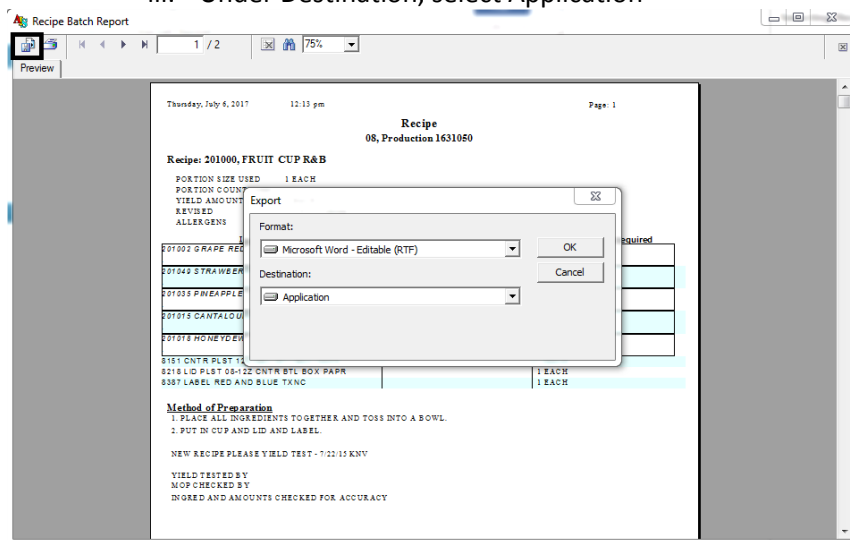 iii. Under Destination, select Application
Recipe Batch Report
1 / 2 75%
Preview
Thursday, July 6, 2017 12:13 pm Page: 1
Recipe
08, Production 1631050
Recipe: 201000, FRUIT CUP R&B
PORTION SIZE USED 1 EACH
PORTION COUNT
YIELD AMOUNT
REVISED
ALLERGENS
Export
Format:
Microsoft Word - Editable (RTF)
OK
Destination:
Cancel
Application
201002 GRAPE RED
201049 STRAWBER
201035 PINEAPPLE
201015 CANTALOU
201018 HONEYDEW
8151 CNTR PLST 12
8218 LID PLST 08-12Z CNTR BTL BOX PAPR 1 EACH
8387 LABEL RED AND BLUE TXNC 1 EACH
Method of Preparation
1. PLACE ALL INGREDIENTS TOGETHER AND TOSS INTO A BOWL.
2. PUT IN CUP AND LID AND LABEL.
NEW RECIPE PLEASE YIELD TEST - 7/22/15 KNV
YIELD TESTED BY
MOP CHECKED BY
INGRED AND AMOUNTS CHECKED FOR ACCURACY